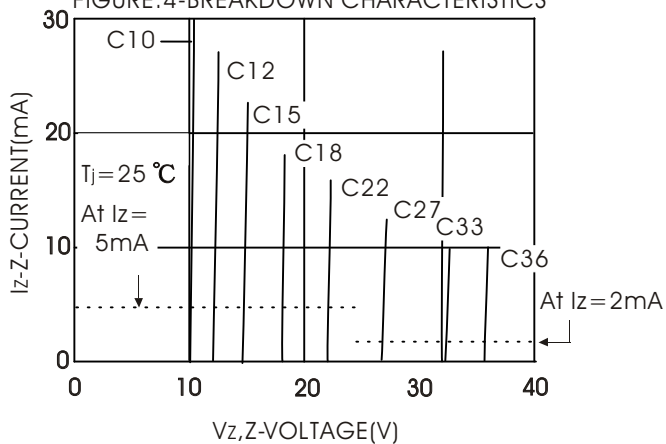 FIGURE.4-BREAKDOWN CHARACTERISTICS
30
C10
C12
C15
20
C18
Tj=25 ℃
C22
At Iz=
5mA
C27
C33
10
C36
At Iz=2mA
0
0 10 20 30 40
Iz-Z-CURRENT(mA)
Vz,Z-VOLTAGE(V)